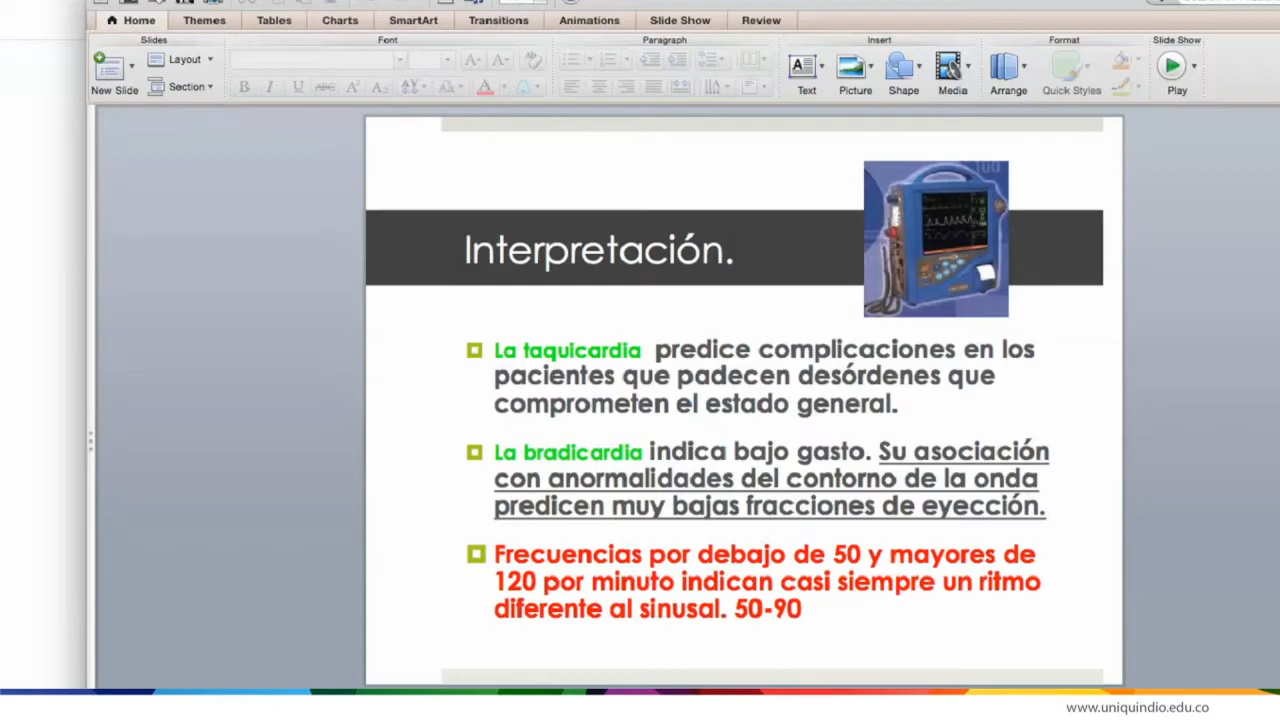 Home Themes Tables Charts SmartArt Transitions Animations Slide Show Review
Slides Font Paragraph Insert Format Slide Show
Layout
Section
New Slide Text Picture Shape Media Arrange Quick Styles Play
Interpretación.
La taquicardia predice complicaciones en los
pacientes que padecen desórdenes que
comprometen el estado general.
La bradicardia indica bajo gasto. Su asociación
con anormalidades del contorno de la onda
predicen muy bajas fracciones de eyección.
Frecuencias por debajo de 50 y mayores de
120 por minuto indican casi siempre un ritmo
diferente al sinusal. 50-90
www.uniquindio.edu.co